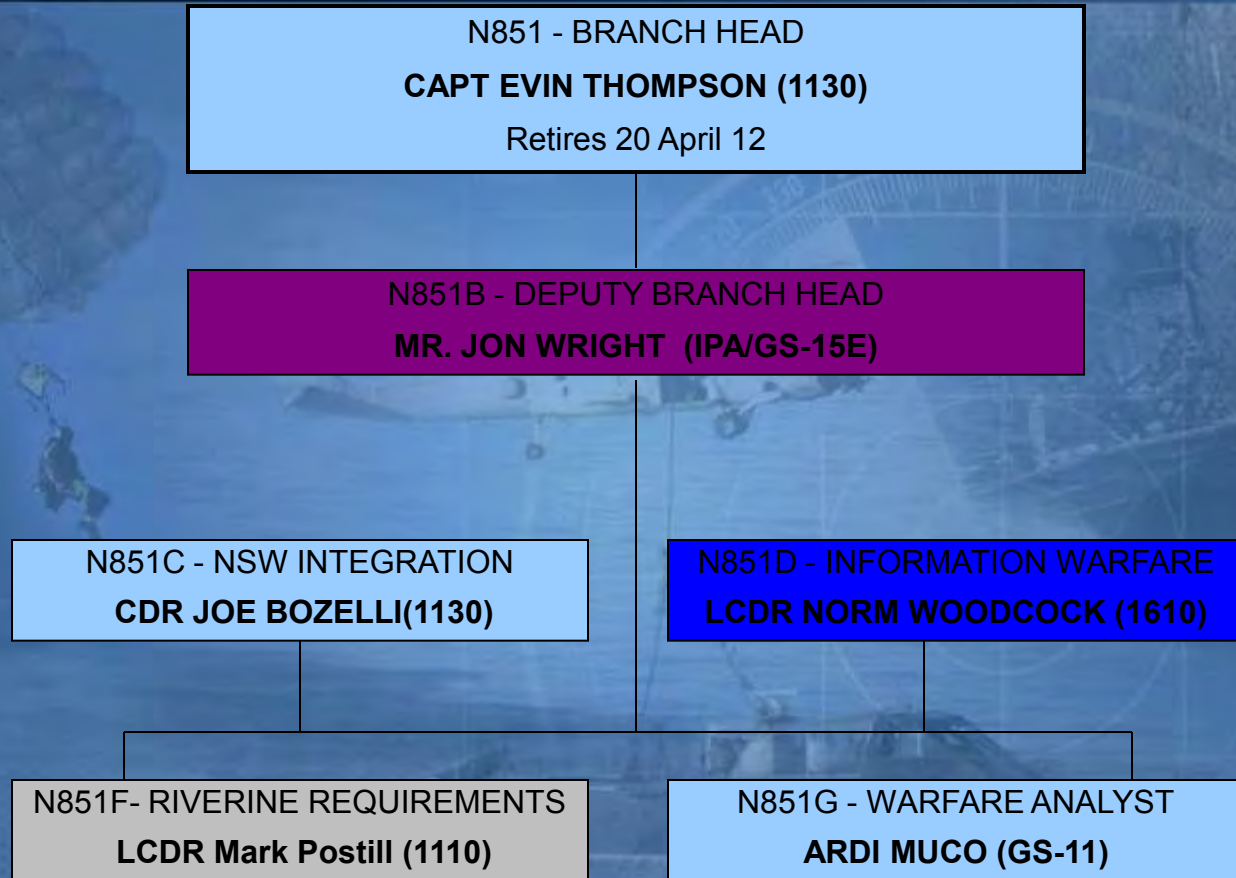 N851 - BRANCH HEAD
CAPT EVIN THOMPSON (1130)
Retires 20 April 12
N851B - DEPUTY BRANCH HEAD
MR. JON WRIGHT  (IPA/GS-15E)
N851C - NSW INTEGRATION
CDR JOE BOZELLI(1130)
N851D - INFORMATION WARFARE
LCDR NORM WOODCOCK (1610)
N851F- RIVERINE REQUIREMENTS
LCDR Mark Postill (1110)
N851G - WARFARE ANALYST
ARDI MUCO (GS-11)